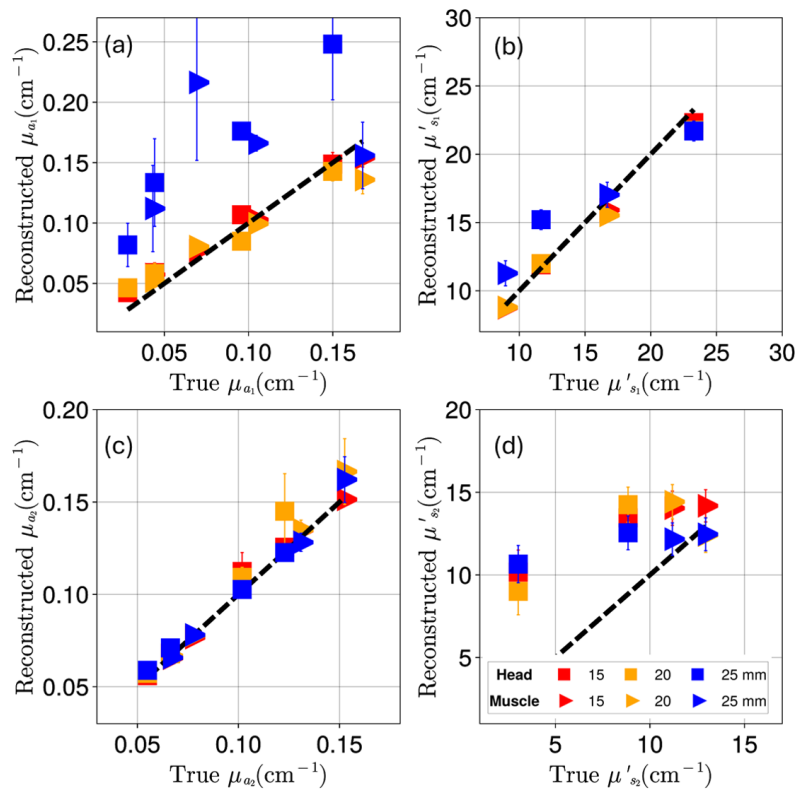 (a)
Reconstructed μa₁(cm⁻¹)
0.25
0.20
0.15
0.10
0.05
0.05 0.10 0.15
True μa₁(cm⁻¹)
(b)
Reconstructed μ′s₁(cm⁻¹)
30
25
20
15
10
10 15 20 25 30
True μ′s₁(cm⁻¹)
(c)
Reconstructed μa₂(cm⁻¹)
0.20
0.15
0.10
0.05
0.05 0.10 0.15
True μa₂(cm⁻¹)
(d)
Reconstructed μ′s₂(cm⁻¹)
20
15
10
5
Head 15 20 25 mm
Muscle 15 20 25 mm
5 10 15
True μ′s₂(cm⁻¹)